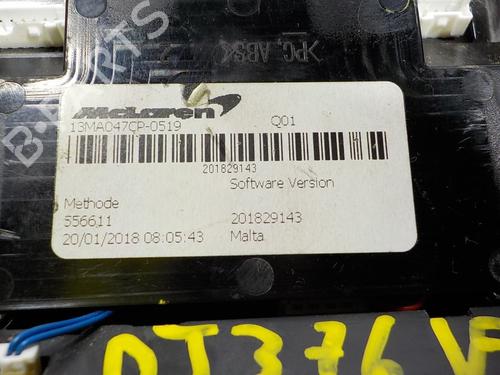 >PC ABS<
McLaren
13MA047CP-0519 Q01
201829143
Software Version
Methode
556611 201829143
20/01/2018 08:05:43 Malta
B-PARTS